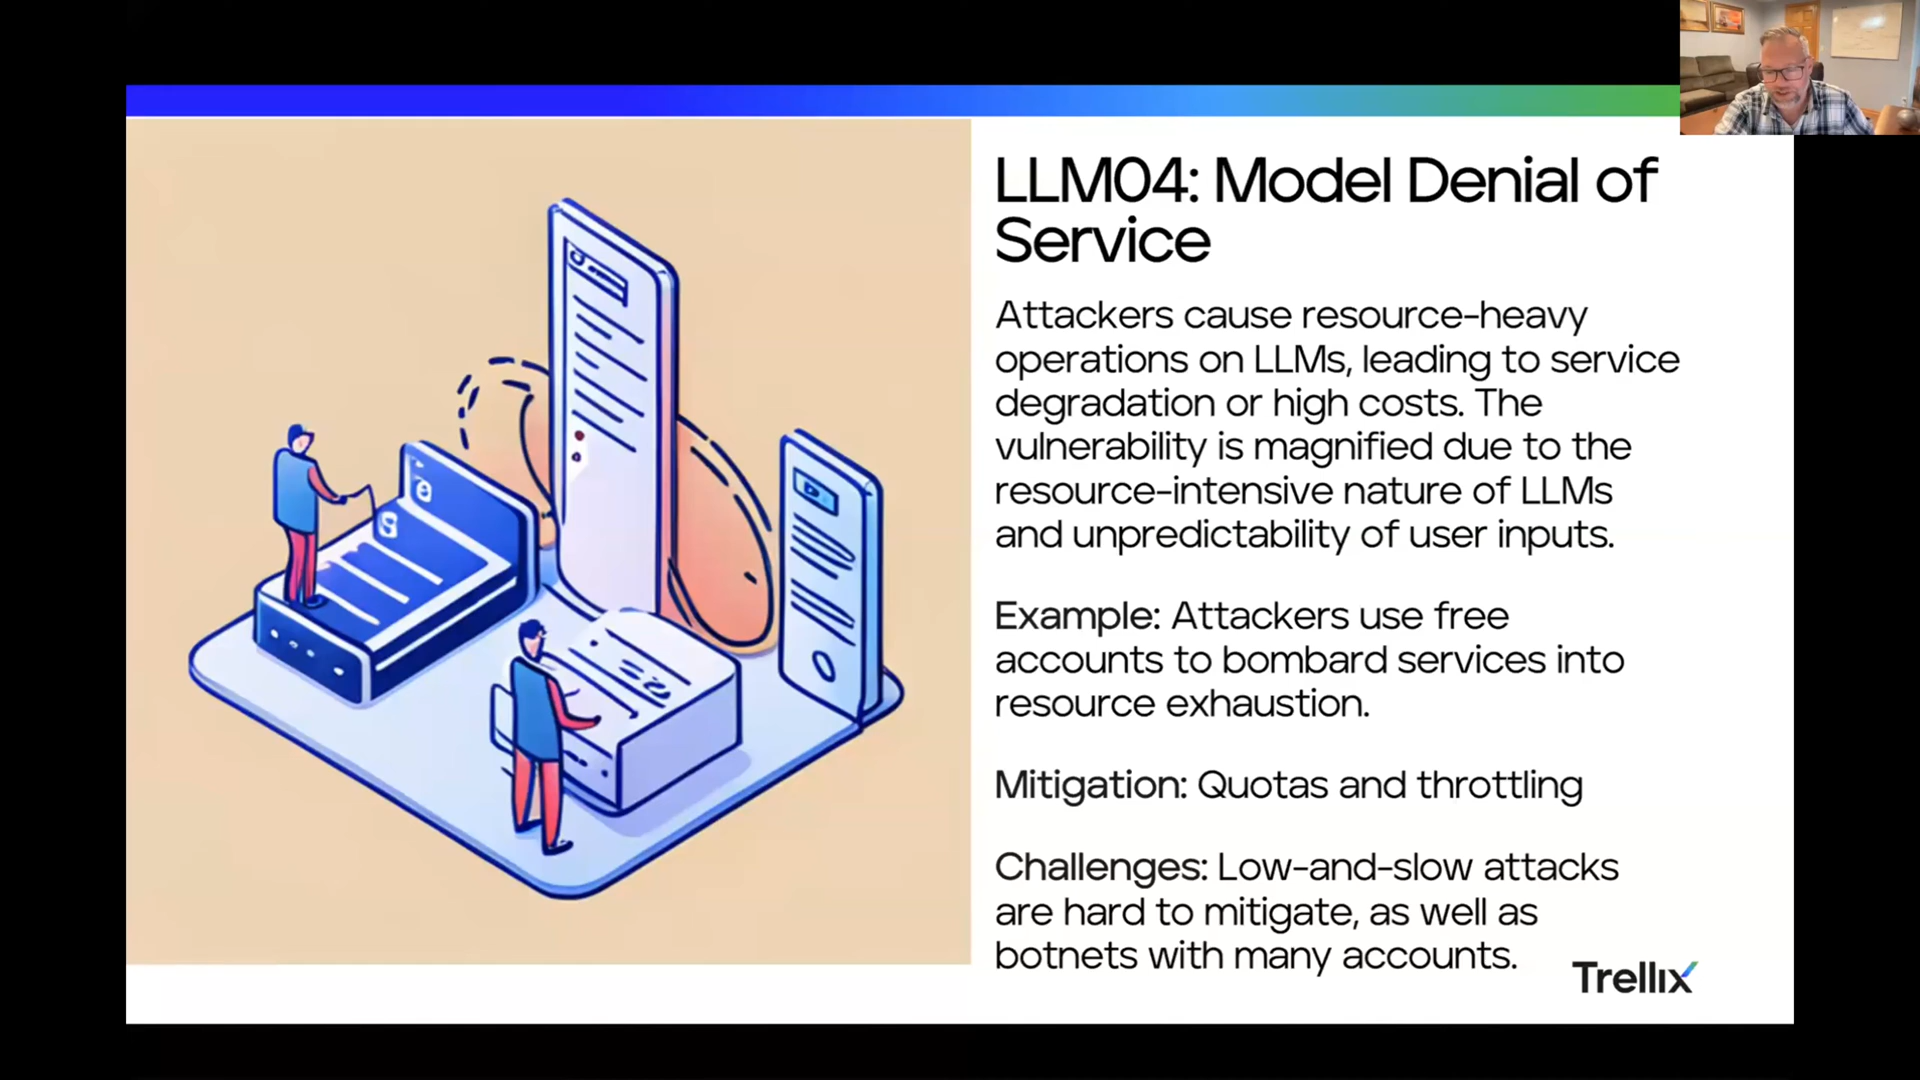 LLM04: Model Denial of
Service
Attackers cause resource-heavy
operations on LLMs, leading to service
degradation or high costs. The
vulnerability is magnified due to the
resource-intensive nature of LLMs
and unpredictability of user inputs.
Example: Attackers use free
accounts to bombard services into
resource exhaustion.
Mitigation: Quotas and throttling
Challenges: Low-and-slow attacks
are hard to mitigate, as well as
botnets with many accounts.
Trellix